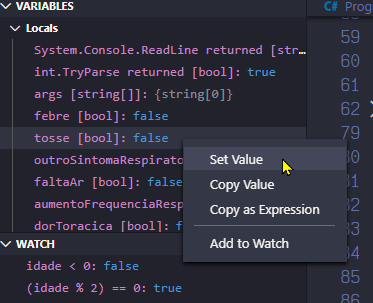 VARIABLES
Locals
System.Console.ReadLine returned [str…
int.TryParse returned [bool]: true
args [string[]]: {string[0]}
febre [bool]: false
tosse [bool]: false
outroSintomaRespirato
faltaAr [bool]: false
aumentoFrequenciaResp
dorToracica [bool]: f
Set Value
Copy Value
Copy as Expression
Add to Watch
WATCH
idade < 0: false
(idade % 2) == 0: true
C# Prog
59
60
61
62
79
80
81
82
83
84
85
86